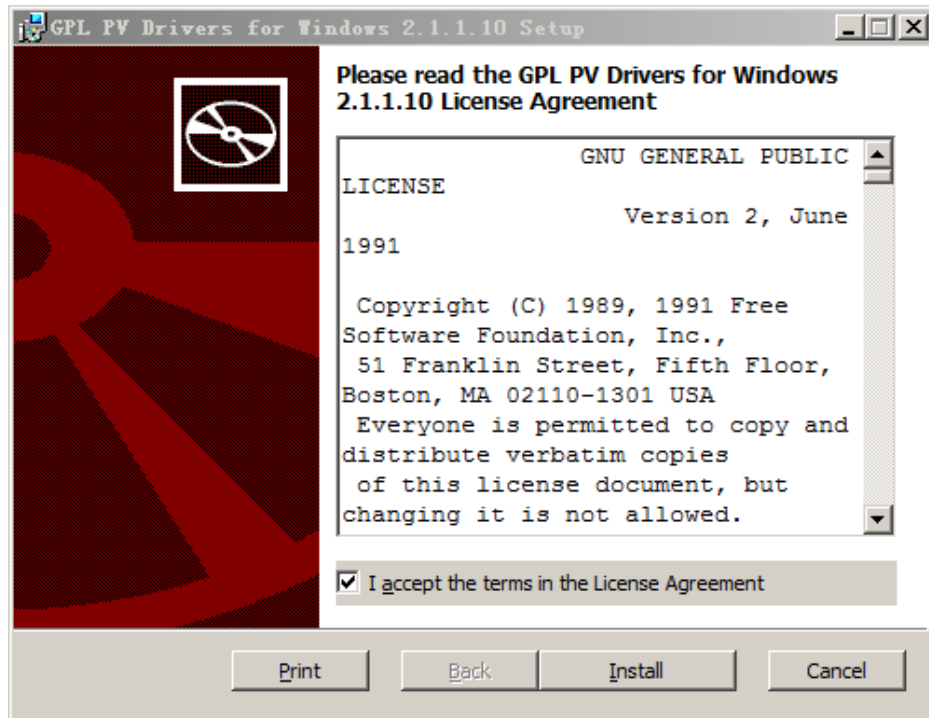 GPL PV Drivers for Windows 2.1.1.10 Setup
Please read the GPL PV Drivers for Windows
2.1.1.10 License Agreement
GNU GENERAL PUBLIC
LICENSE
Version 2, June
1991
Copyright (C) 1989, 1991 Free
Software Foundation, Inc.,
51 Franklin Street, Fifth Floor,
Boston, MA 02110-1301 USA
Everyone is permitted to copy and
distribute verbatim copies
of this license document, but
changing it is not allowed.
I accept the terms in the License Agreement
Print
Back
Install
Cancel